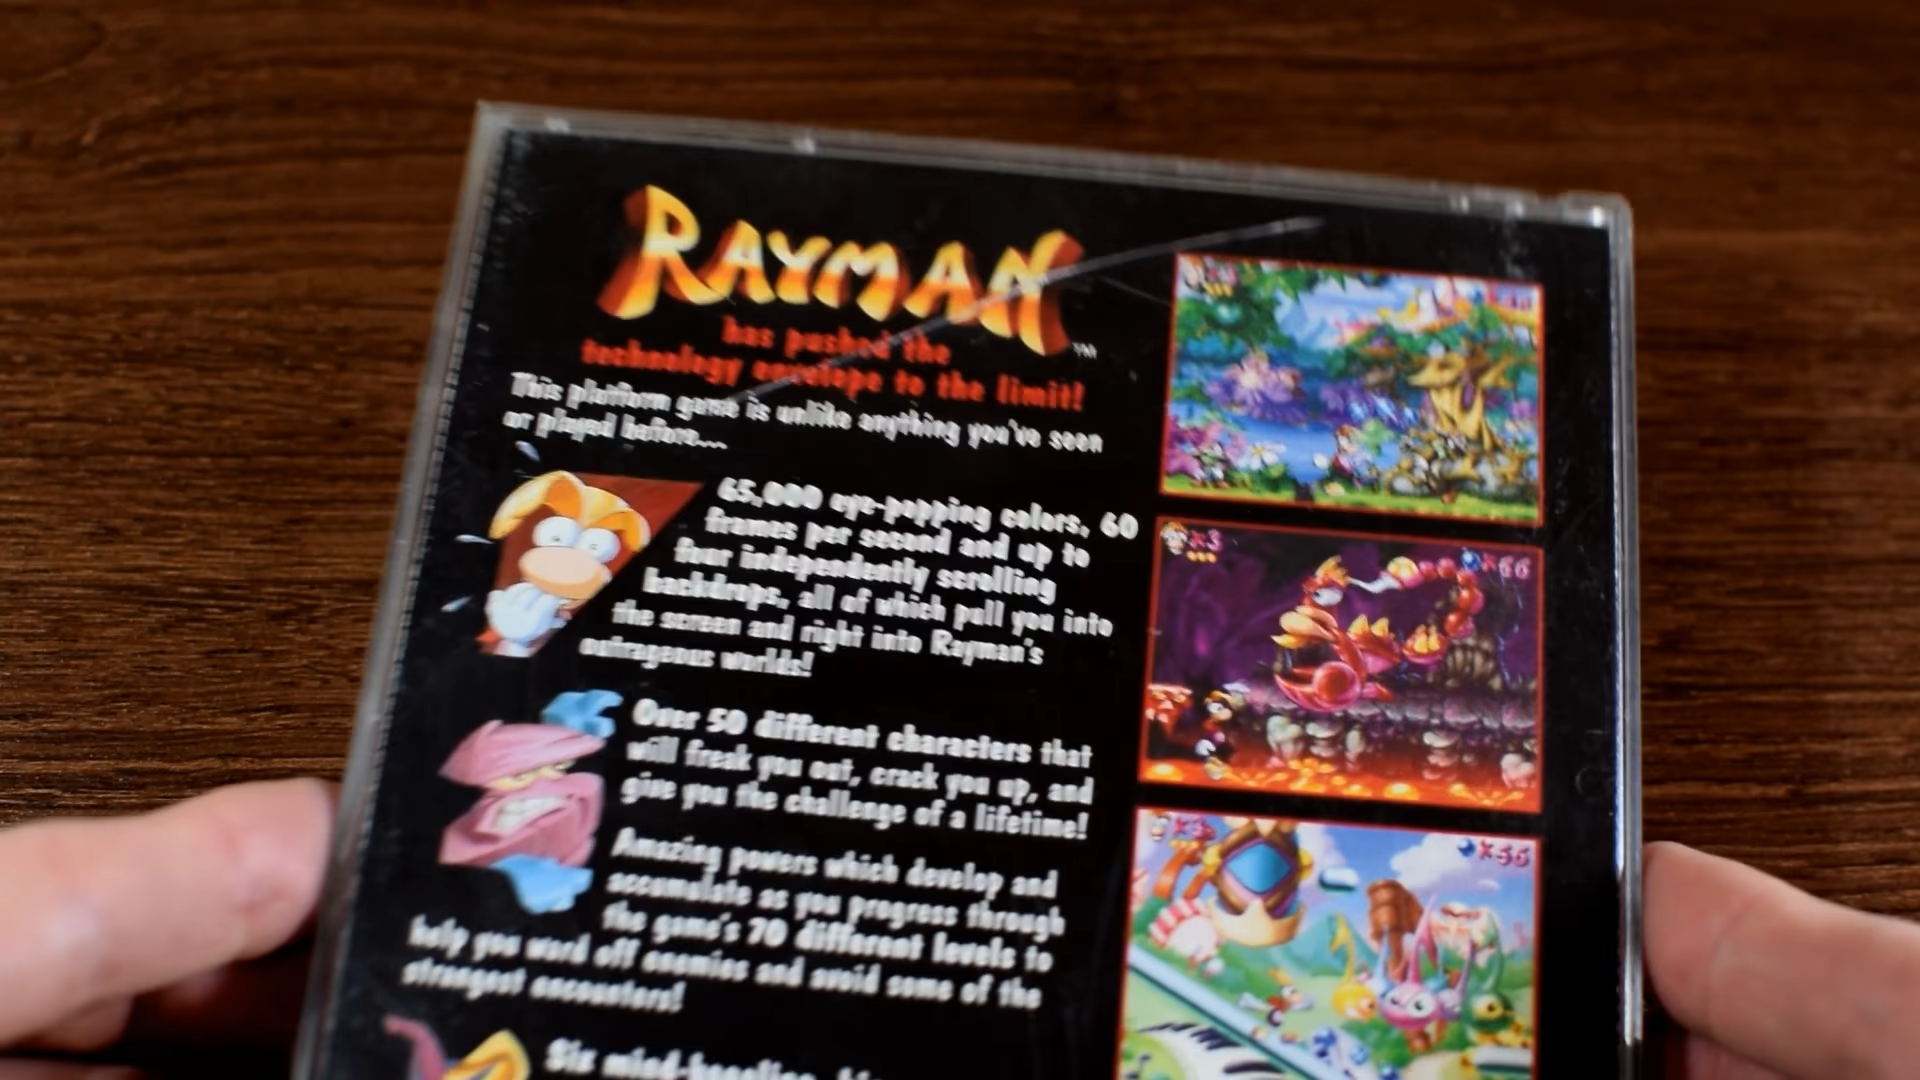 RAYMAN
TM
has pushed the
technology envelope to the limit!
This platform game is unlike anything you've seen
or played before...
65,000 eye-popping colors, 60
frames per second and up to
four independently scrolling
backdrops, all of which pull you into
the screen and right into Rayman's
outrageous worlds!
Over 50 different characters that
will freak you out, crack you up, and
give you the challenge of a lifetime!
Amazing powers which develop and
accumulate as you progress through
the game's 70 different levels to
help you ward off enemies and avoid some of the
strangest encounters!
Six
x3
x66
x56